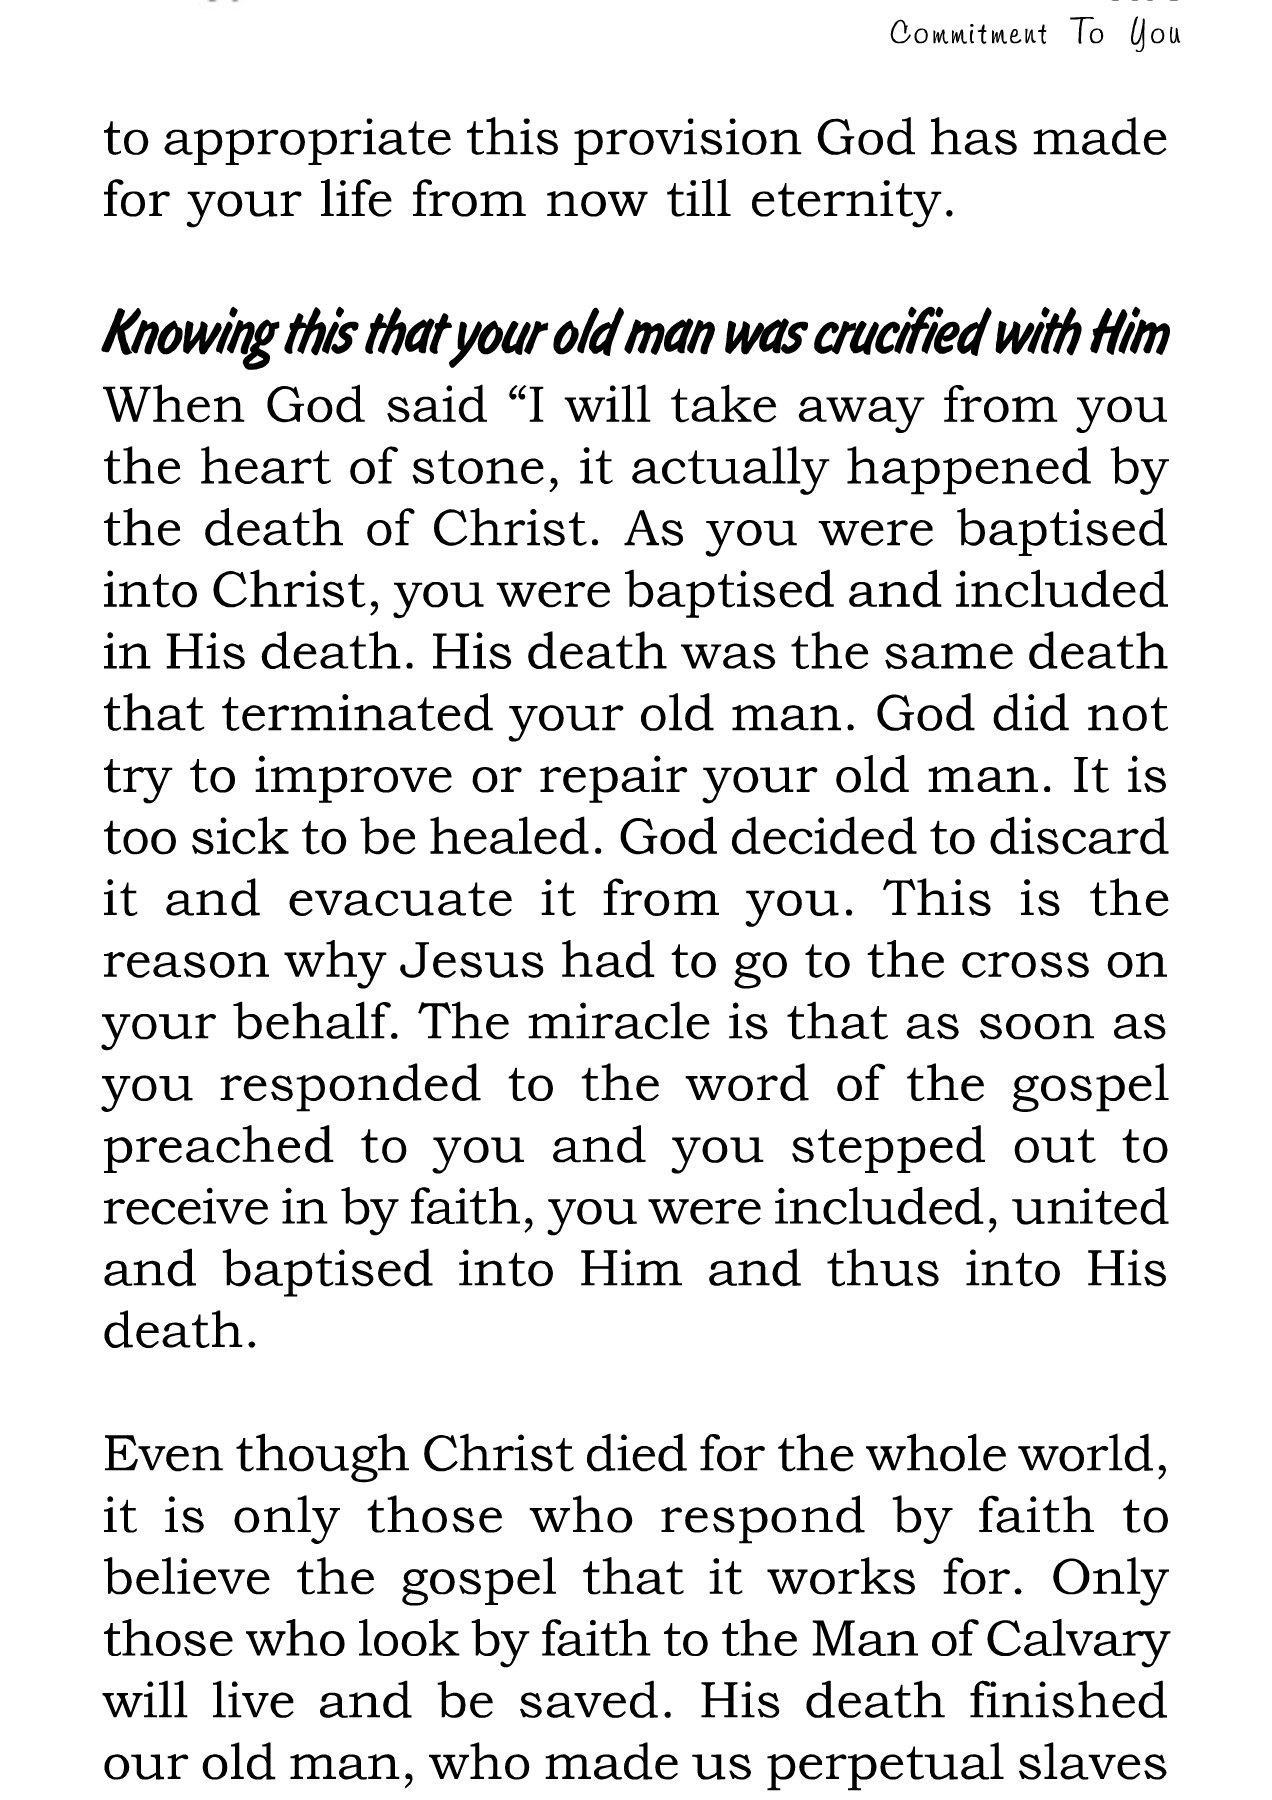 Commitment To You
to appropriate this provision God has made
for your life from now till eternity.
Knowing this that your old man was crucified with Him
When God said “I will take away from you
the heart of stone, it actually happened by
the death of Christ. As you were baptised
into Christ, you were baptised and included
in His death. His death was the same death
that terminated your old man. God did not
try to improve or repair your old man. It is
too sick to be healed. God decided to discard
it and evacuate it from you. This is the
reason why Jesus had to go to the cross on
your behalf. The miracle is that as soon as
you responded to the word of the gospel
preached to you and you stepped out to
receive in by faith, you were included, united
and baptised into Him and thus into His
death.
Even though Christ died for the whole world,
it is only those who respond by faith to
believe the gospel that it works for. Only
those who look by faith to the Man of Calvary
will live and be saved. His death finished
our old man, who made us perpetual slaves